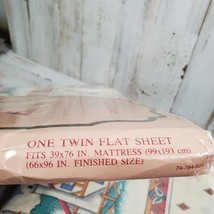 ONE TWIN FLAT SHEET
FITS 39x76 IN. MATTRESS (99x193 cm)
(66x96 IN. FINISHED SIZE)